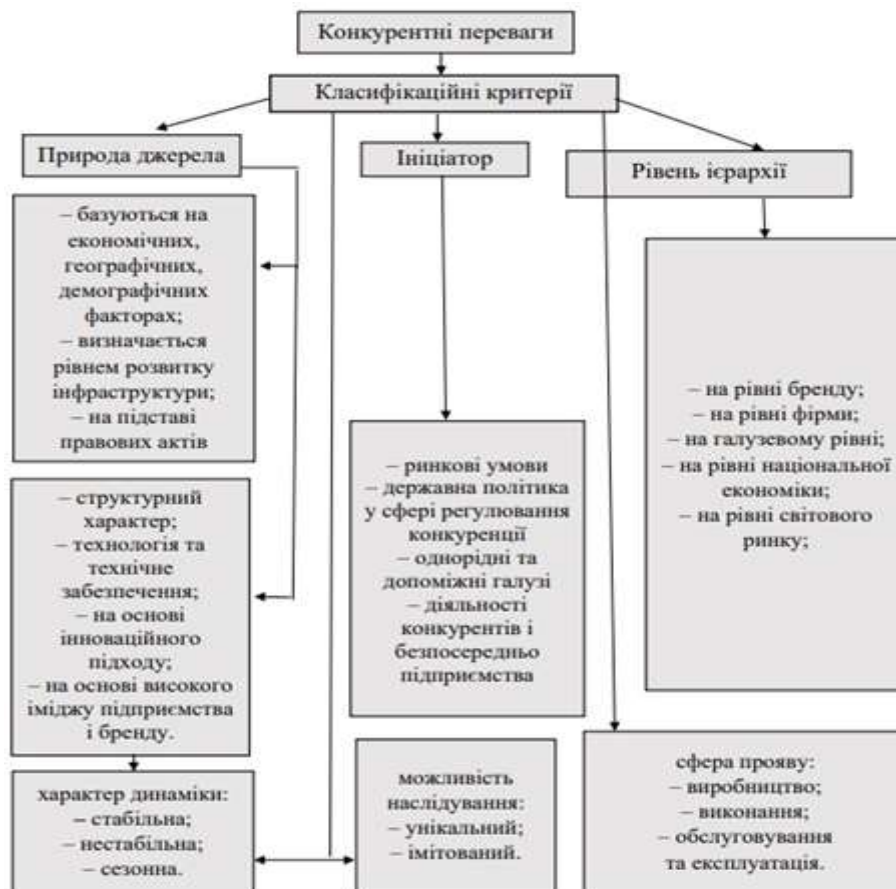 Конкурентні переваги
Класифікаційні критерії
Природа джерела
Ініціатор
Рівень ієрархії
– базуються на
економічних,
географічних,
демографічних
факторах;
– визначається
рівнем розвитку
інфраструктури;
– на підставі
правових актів
– структурний
характер;
– технологія та
технічне
забезпечення;
– на основі
інноваційного
підходу;
– на основі високого
іміджу підприємства
і бренду.
– ринкові умови
– державна політика
у сфері регулювання
конкуренції
– однорідні та
допоміжні галузі
– діяльності
конкурентів і
безпосередньо
підприємства
– на рівні бренду;
– на рівні фірми;
– на галузевому рівні;
– на рівні національної
економіки;
– на рівні світового
ринку;
характер динаміки:
– стабільна;
– нестабільна;
– сезонна.
можливість
наслідування:
– унікальний;
– імітований.
сфера прояву:
– виробництво;
– виконання;
– обслуговування
та експлуатація.